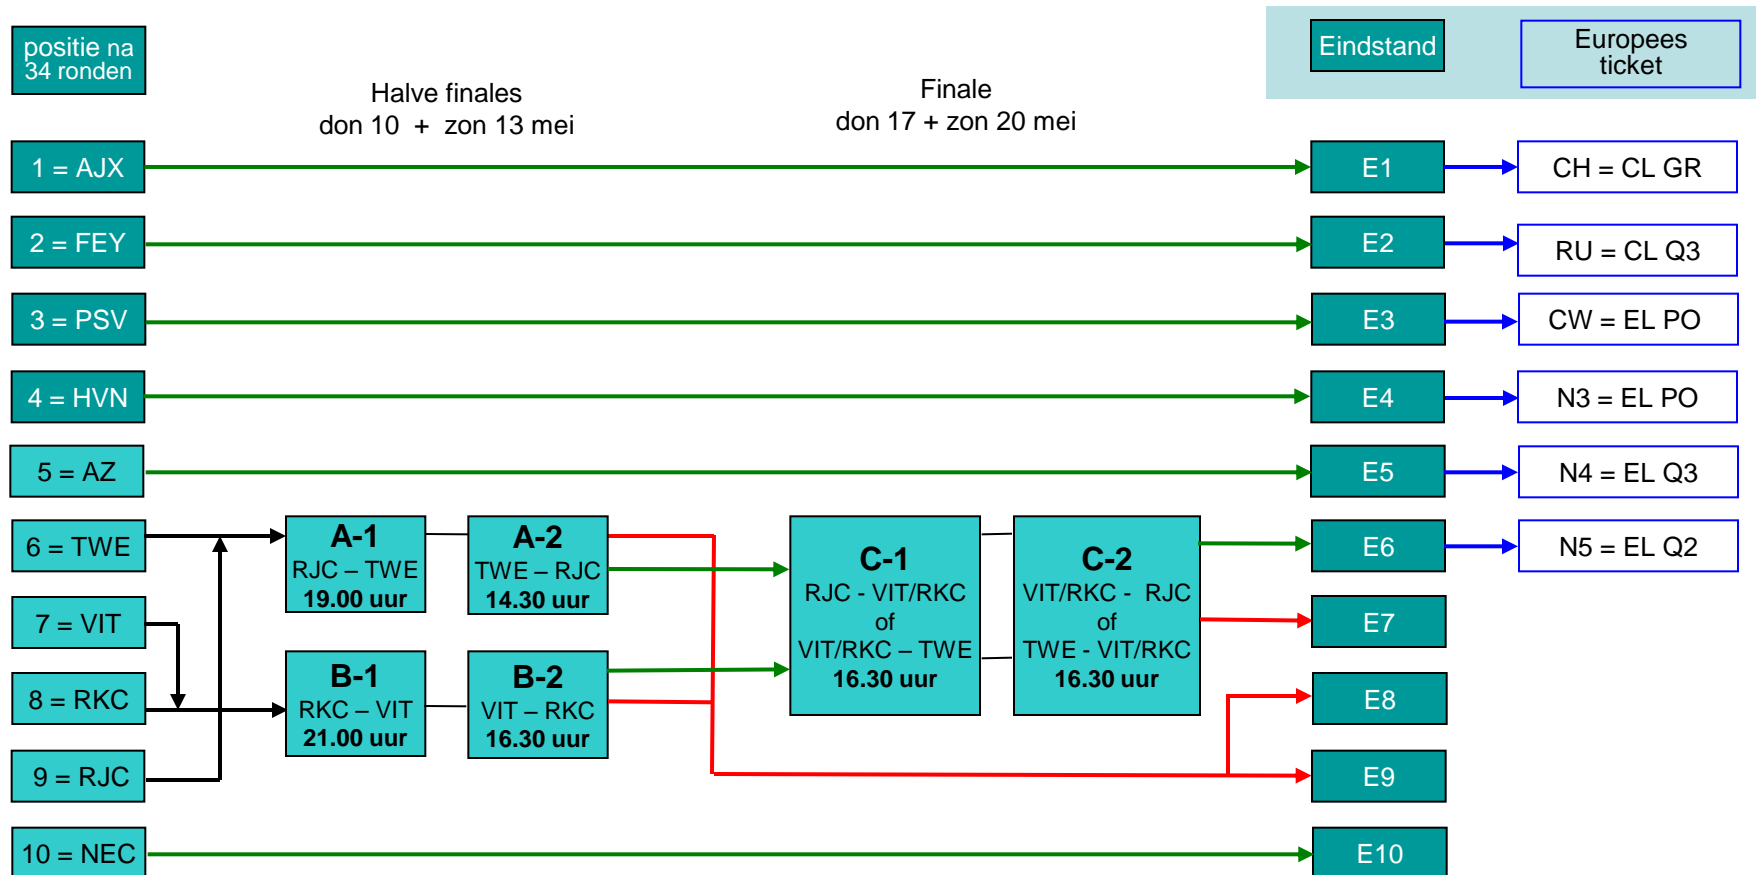 positie na
34 ronden
Halve finales
don 10 + zon 13 mei
Finale
don 17 + zon 20 mei
Eindstand
Europees
ticket
1 = AJX
E1
CH = CL GR
2 = FEY
E2
RU = CL Q3
3 = PSV
E3
CW = EL PO
4 = HVN
E4
N3 = EL PO
5 = AZ
E5
N4 = EL Q3
6 = TWE
A-1
RJC – TWE
19.00 uur
A-2
TWE – RJC
14.30 uur
C-1
RJC - VIT/RKC
of
VIT/RKC – TWE
16.30 uur
C-2
VIT/RKC - RJC
of
TWE - VIT/RKC
16.30 uur
E6
N5 = EL Q2
7 = VIT
E7
8 = RKC
B-1
RKC – VIT
21.00 uur
B-2
VIT – RKC
16.30 uur
E8
9 = RJC
E9
10 = NEC
E10